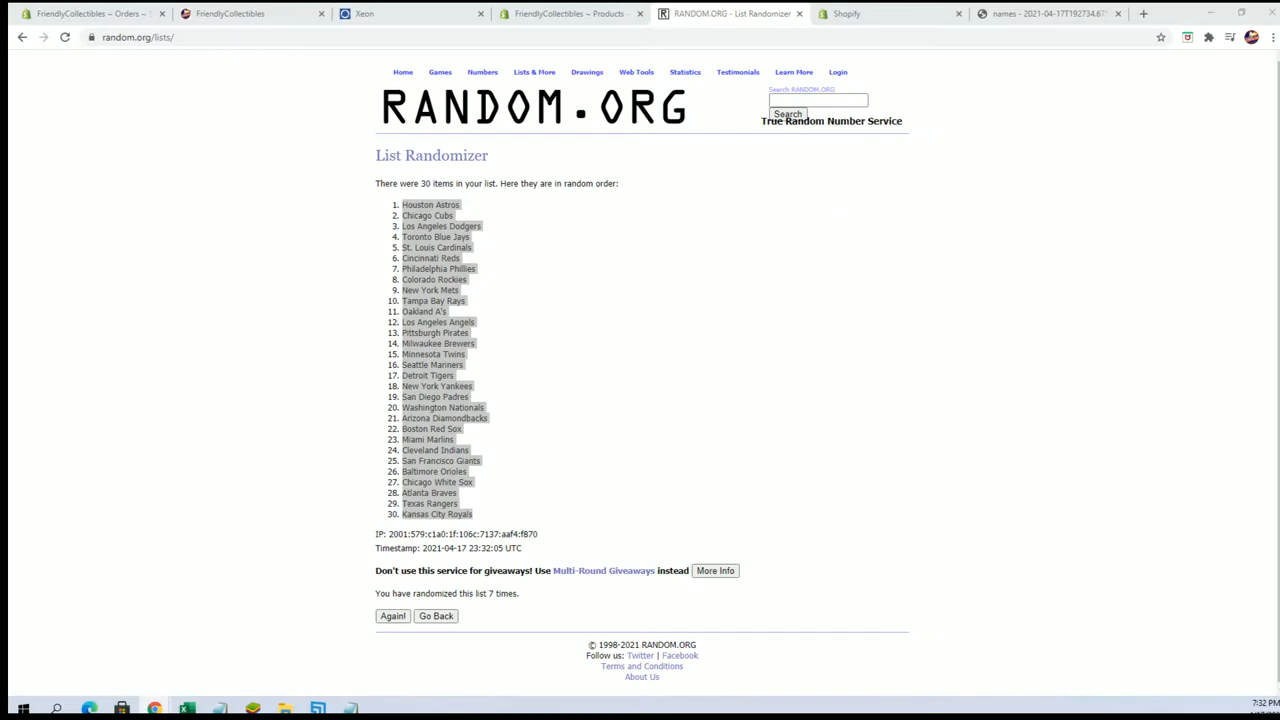 FriendlyCollectibles ~ Orders ~ S
FriendlyCollectibles
Xeon
FriendlyCollectibles ~ Products ~
RANDOM.ORG - List Randomizer
Shopify
names - 2021-04-17T192734.67
random.org/lists/
Home Games Numbers Lists & More Drawings Web Tools Statistics Testimonials Learn More Login
RANDOM.ORG
Search RANDOM.ORG
Search
True Random Number Service
List Randomizer
There were 30 items in your list. Here they are in random order:
1. Houston Astros
2. Chicago Cubs
3. Los Angeles Dodgers
4. Toronto Blue Jays
5. St. Louis Cardinals
6. Cincinnati Reds
7. Philadelphia Phillies
8. Colorado Rockies
9. New York Mets
10. Tampa Bay Rays
11. Oakland A's
12. Los Angeles Angels
13. Pittsburgh Pirates
14. Milwaukee Brewers
15. Minnesota Twins
16. Seattle Mariners
17. Detroit Tigers
18. New York Yankees
19. San Diego Padres
20. Washington Nationals
21. Arizona Diamondbacks
22. Boston Red Sox
23. Miami Marlins
24. Cleveland Indians
25. San Francisco Giants
26. Baltimore Orioles
27. Chicago White Sox
28. Atlanta Braves
29. Texas Rangers
30. Kansas City Royals
IP: 2001:579:c1a0:1f:106c:7137:aaf4:f870
Timestamp: 2021-04-17 23:32:05 UTC
Don't use this service for giveaways! Use Multi-Round Giveaways instead More Info
You have randomized this list 7 times.
Again! Go Back
© 1998-2021 RANDOM.ORG
Follow us: Twitter | Facebook
Terms and Conditions
About Us
7:32 PM